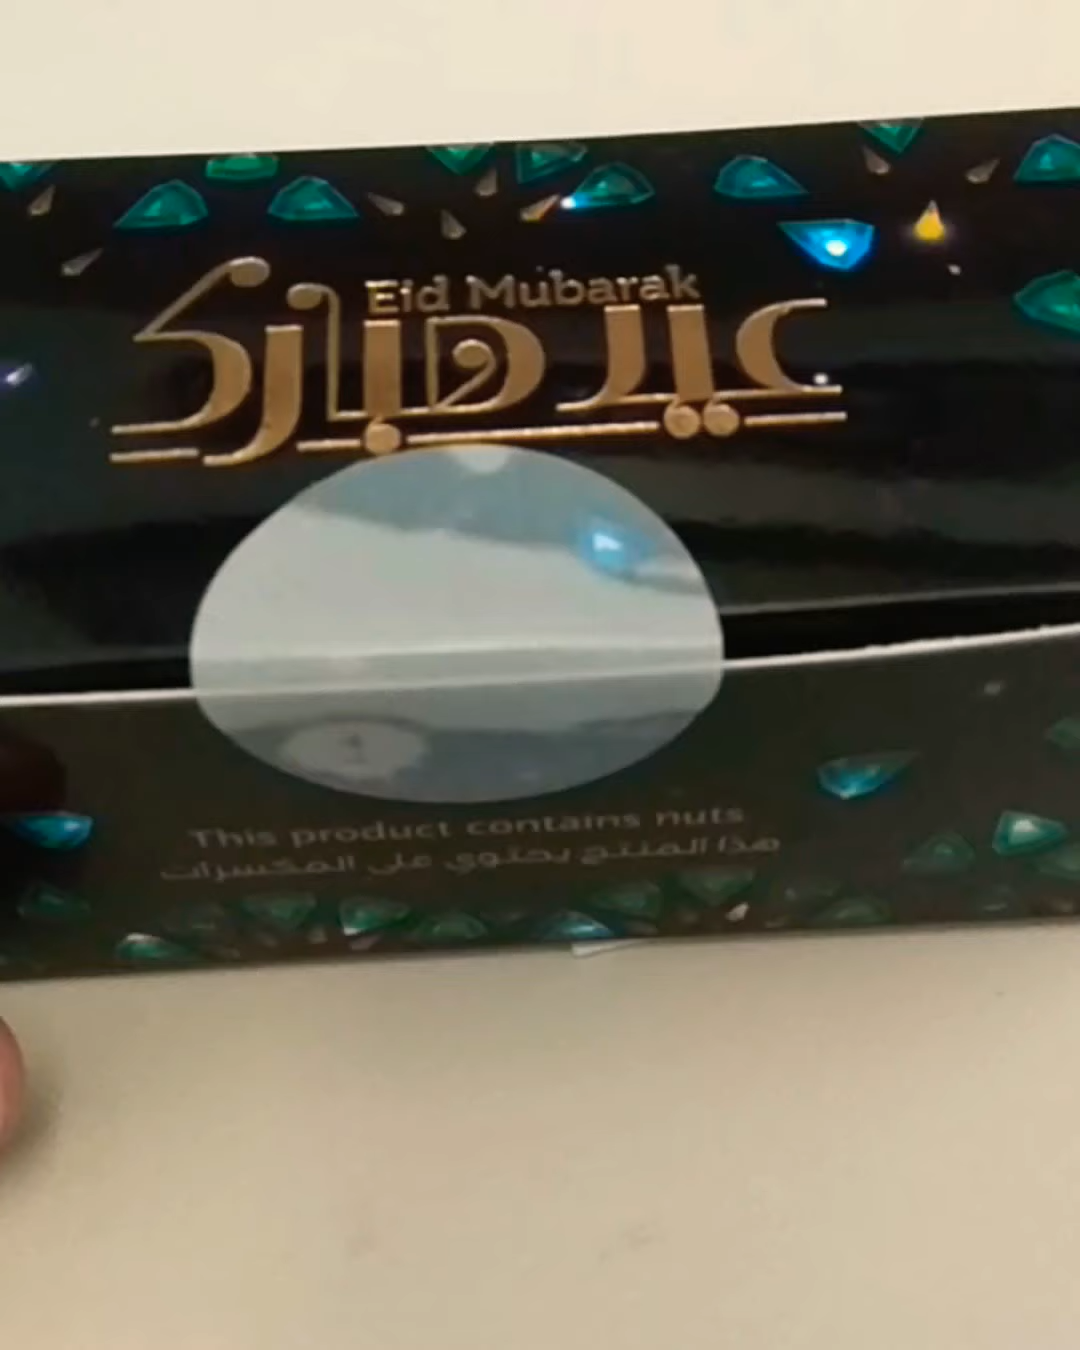 Eid Mubarak
عيد مبارك
This product contains nuts
هذا المنتج يحتوي على المكسرات